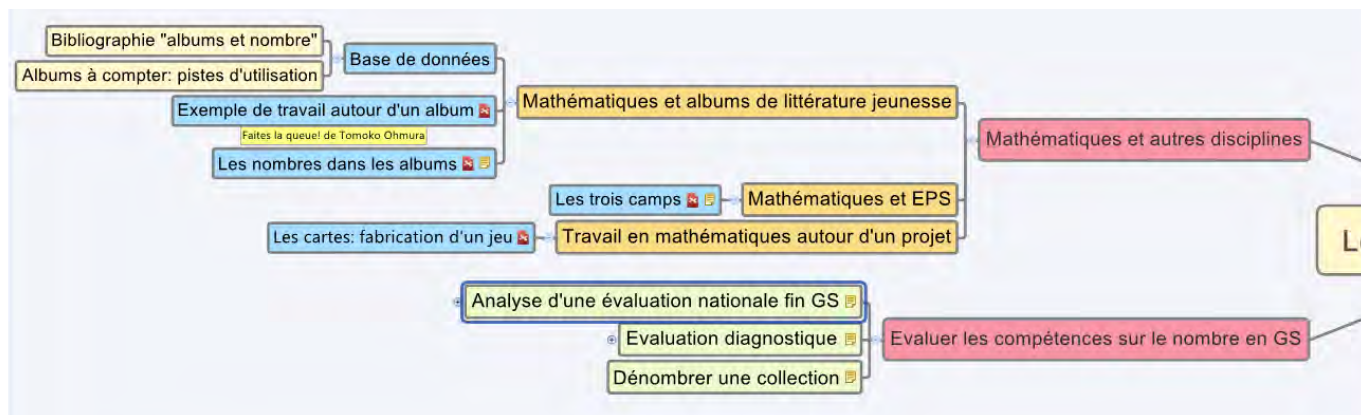 Bibliographie "albums et nombre"
Albums à compter: pistes d'utilisation
Base de données
Exemple de travail autour d'un album
Faites la queue! de Tomoko Ohmura
Les nombres dans les albums
Mathématiques et albums de littérature jeunesse
Mathématiques et autres disciplines
Les trois camps
Mathématiques et EPS
Les cartes: fabrication d'un jeu
Travail en mathématiques autour d'un projet
Analyse d'une évaluation nationale fin GS
Evaluation diagnostique
Dénombrer une collection
Evaluer les compétences sur le nombre en GS